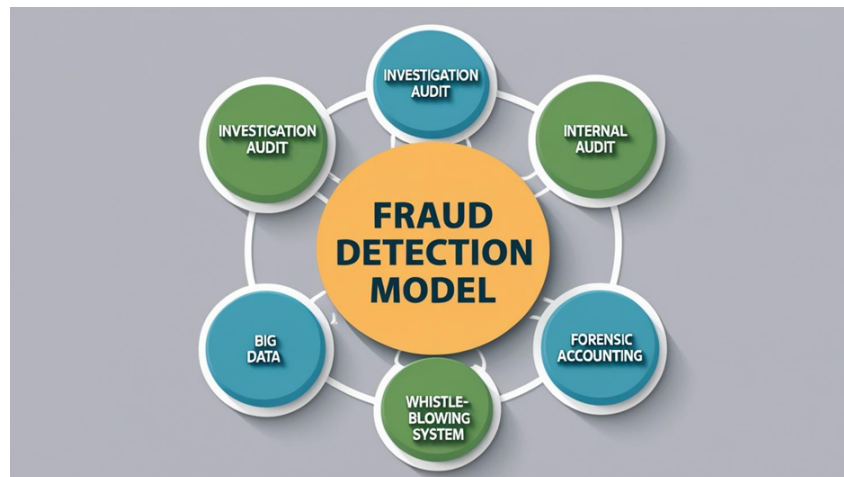 INVESTIGATION
AUDIT
INVESTIGATION
AUDIT
INTERNAL
AUDIT
FRAUD
DETECTION
MODEL
BIG
DATA
FORENSIC
ACCOUNTING
WHISTLE-
BLOWING
SYSTEM